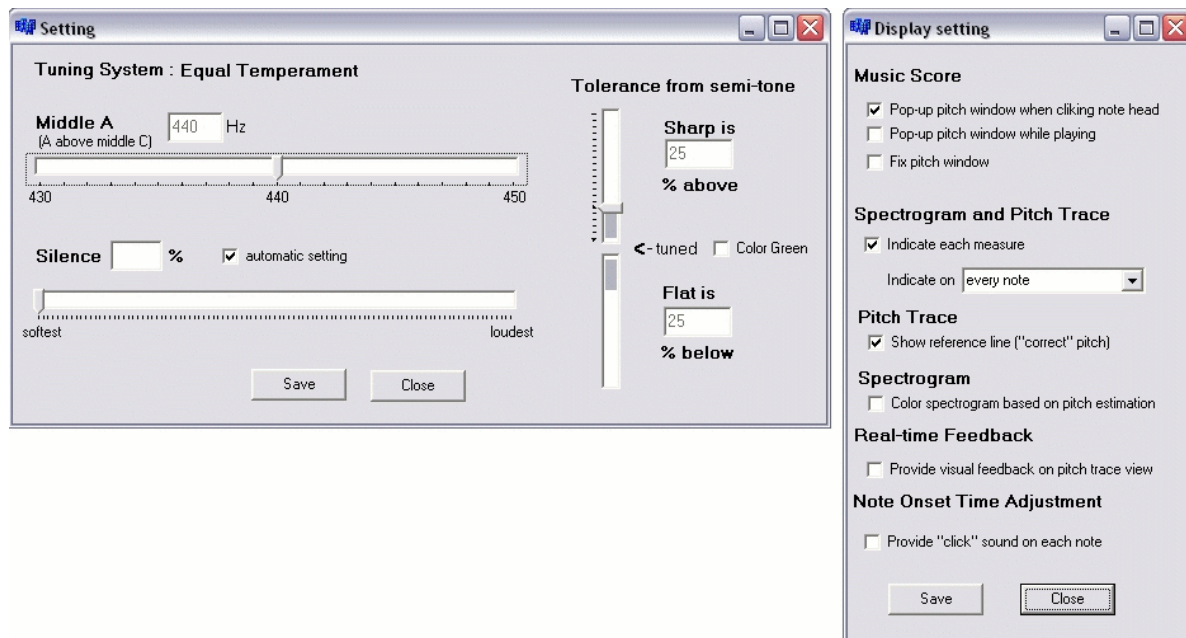 Setting
Tuning System : Equal Temperament
Middle A 440 Hz
(A above middle C)
430 440 450
Silence % automatic setting
softest loudest
Save Close
Tolerance from semi-tone
Sharp is
25
% above
<- tuned Color Green
Flat is
25
% below
Display setting
Music Score
Pop-up pitch window when cliking note head
Pop-up pitch window while playing
Fix pitch window
Spectrogram and Pitch Trace
Indicate each measure
Indicate on every note
Pitch Trace
Show reference line ("correct" pitch)
Spectrogram
Color spectrogram based on pitch estimation
Real-time Feedback
Provide visual feedback on pitch trace view
Note Onset Time Adjustment
Provide "click" sound on each note
Save Close